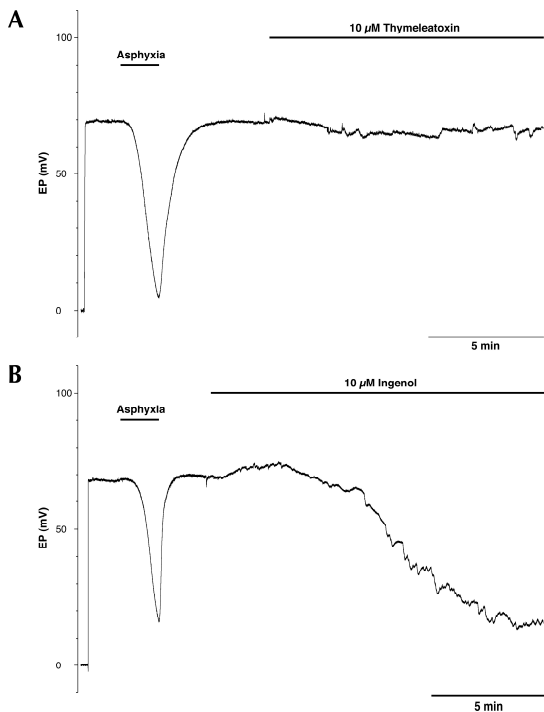 A
100
10 µM Thymeleatoxin
Asphyxia
EP (mV)
50
0
5 min
B
100
10 µM Ingenol
Asphyxia
EP (mV)
50
0
5 min